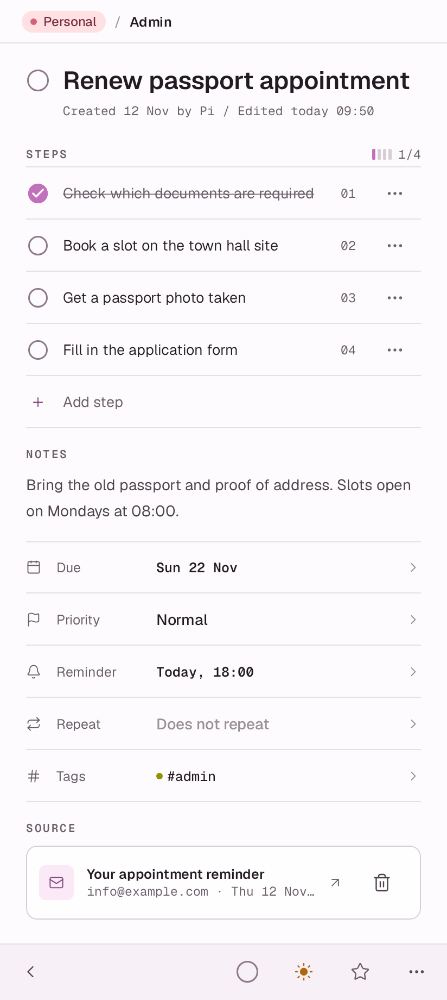 Personal / Admin
Renew passport appointment
Created 12 Nov by Pi / Edited today 09:50
STEPS 1/4
Check which documents are required 01
Book a slot on the town hall site 02
Get a passport photo taken 03
Fill in the application form 04
Add step
NOTES
Bring the old passport and proof of address. Slots open
on Mondays at 08:00.
Due Sun 22 Nov
Priority Normal
Reminder Today, 18:00
Repeat Does not repeat
Tags #admin
SOURCE
Your appointment reminder
info@example.com · Thu 12 Nov…